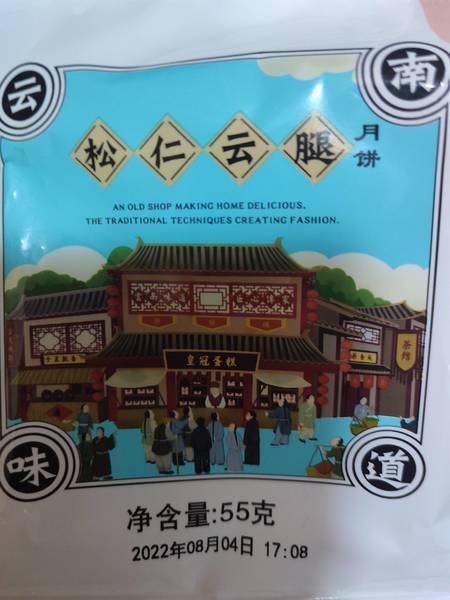 云
南
松仁云腿
月饼
AN OLD SHOP MAKING HOME DELICIOUS.
THE TRADITIONAL TECHNIQUES CREATING FASHION.
皇冠蛋糕
茶馆
味
道
净含量:55克
2022年08月04日 17:08